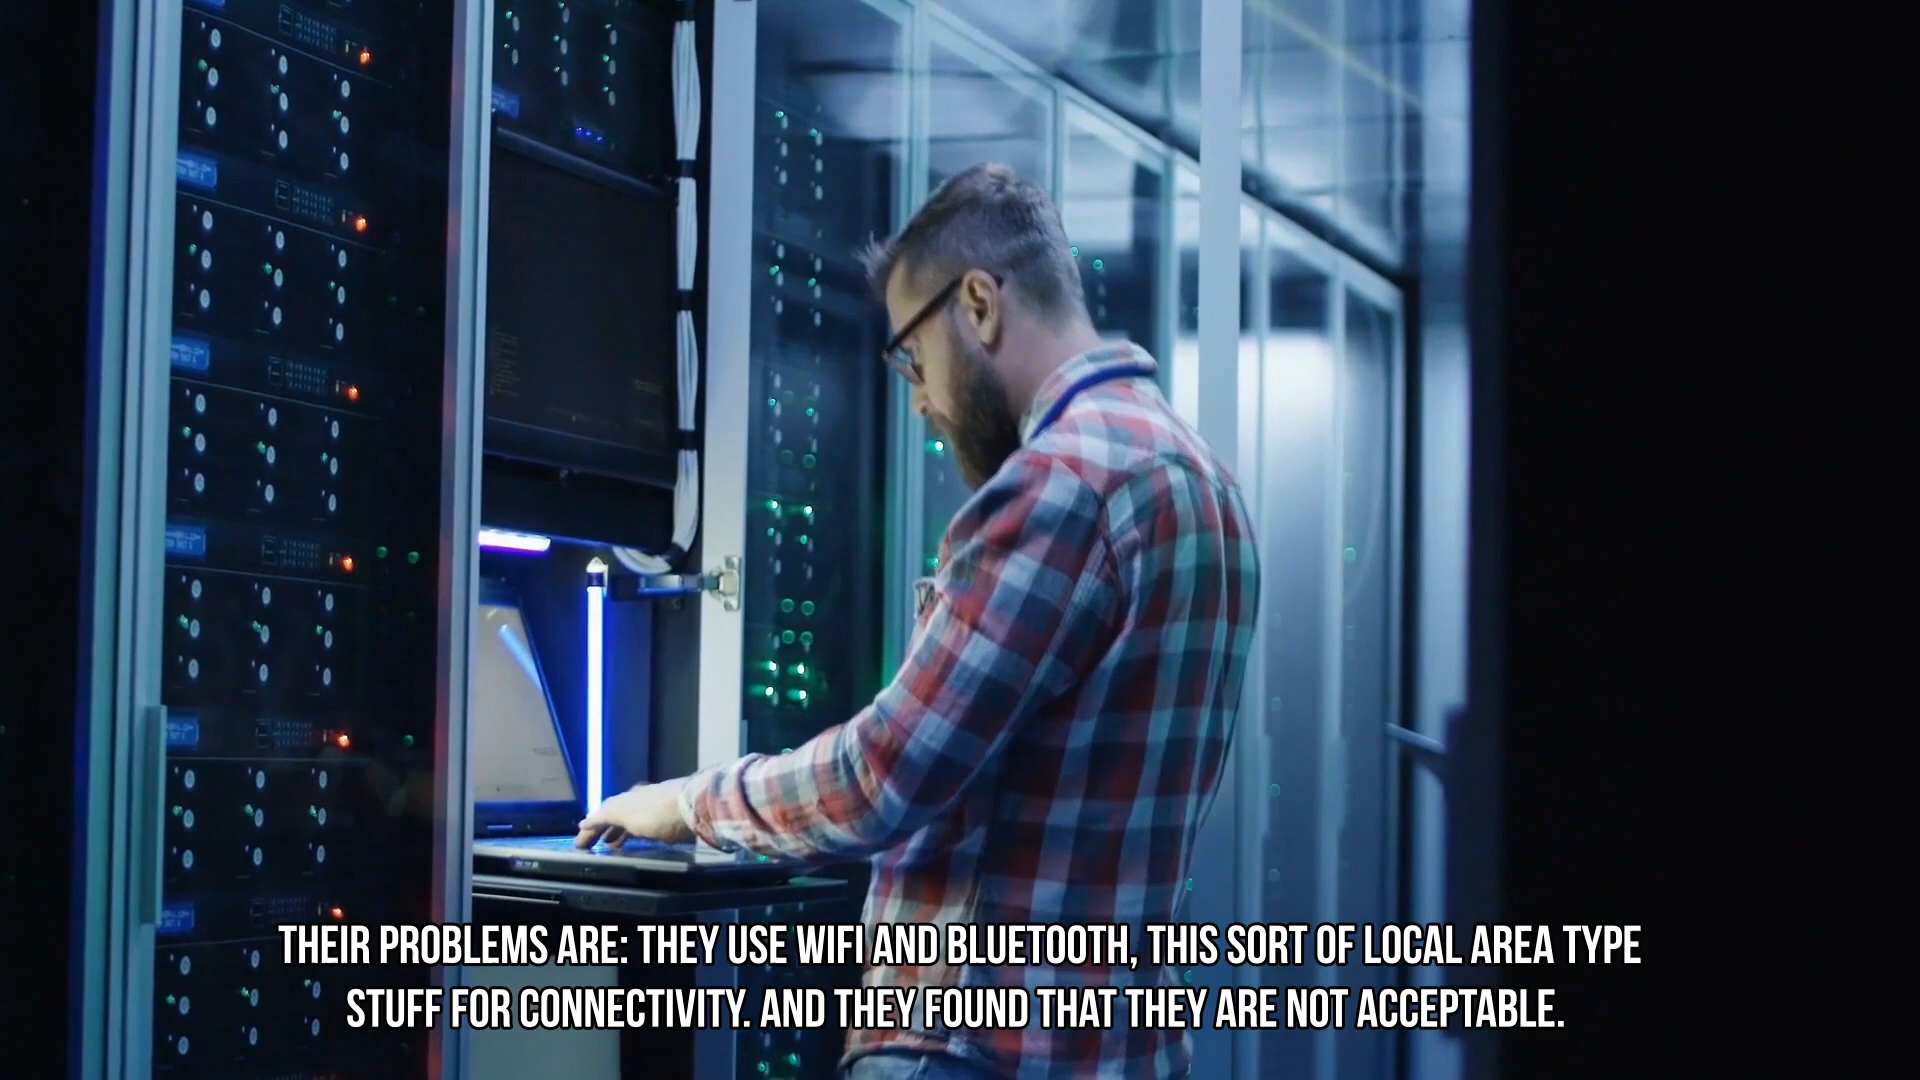 THEIR PROBLEMS ARE: THEY USE WIFI AND BLUETOOTH, THIS SORT OF LOCAL AREA TYPE
STUFF FOR CONNECTIVITY. AND THEY FOUND THAT THEY ARE NOT ACCEPTABLE.